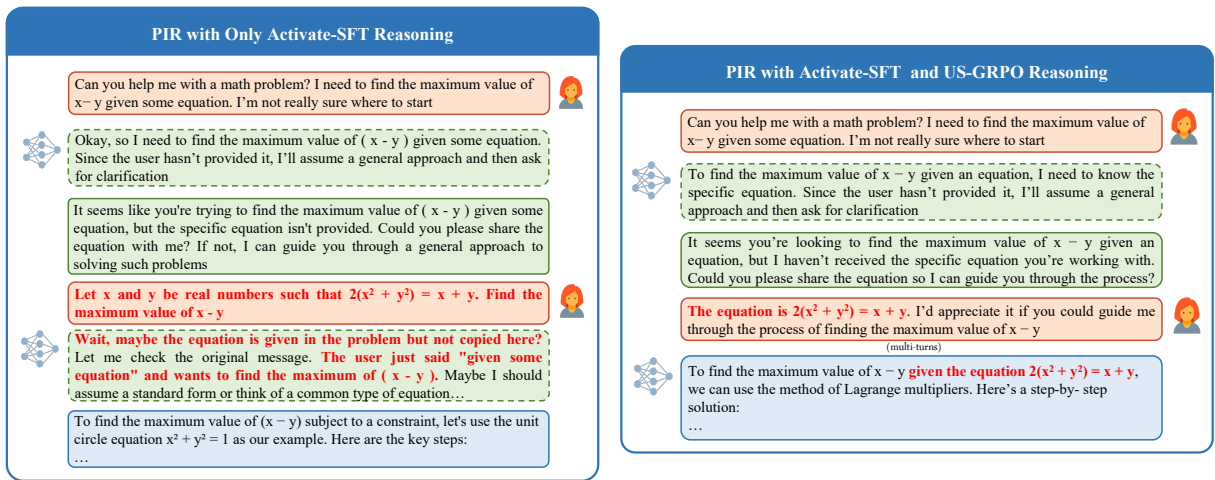 PIR with Only Activate-SFT Reasoning
Can you help me with a math problem? I need to find the maximum value of
x− y given some equation. I’m not really sure where to start
Okay, so I need to find the maximum value of ( x - y ) given some equation.
Since the user hasn’t provided it, I’ll assume a general approach and then ask
for clarification
It seems like you're trying to find the maximum value of ( x - y ) given some
equation, but the specific equation isn't provided. Could you please share the
equation with me? If not, I can guide you through a general approach to
solving such problems
Let x and y be real numbers such that 2(x² + y²) = x + y. Find the
maximum value of x - y
Wait, maybe the equation is given in the problem but not copied here?
Let me check the original message. The user just said "given some
equation" and wants to find the maximum of ( x - y ). Maybe I should
assume a standard form or think of a common type of equation…
To find the maximum value of (x − y) subject to a constraint, let's use the unit
circle equation x² + y² = 1 as our example. Here are the key steps:
…
PIR with Activate-SFT and US-GRPO Reasoning
Can you help me with a math problem? I need to find the maximum value of
x− y given some equation. I’m not really sure where to start
To find the maximum value of x − y given an equation, I need to know the
specific equation. Since the user hasn’t provided it, I’ll assume a general
approach and then ask for clarification
It seems you’re looking to find the maximum value of x − y given an
equation, but I haven’t received the specific equation you’re working with.
Could you please share the equation so I can guide you through the process?
The equation is 2(x² + y²) = x + y. I’d appreciate it if you could guide me
through the process of finding the maximum value of x − y
(multi-turns)
To find the maximum value of x − y given the equation 2(x² + y²) = x + y,
we can use the method of Lagrange multipliers. Here’s a step-by- step
solution:
…